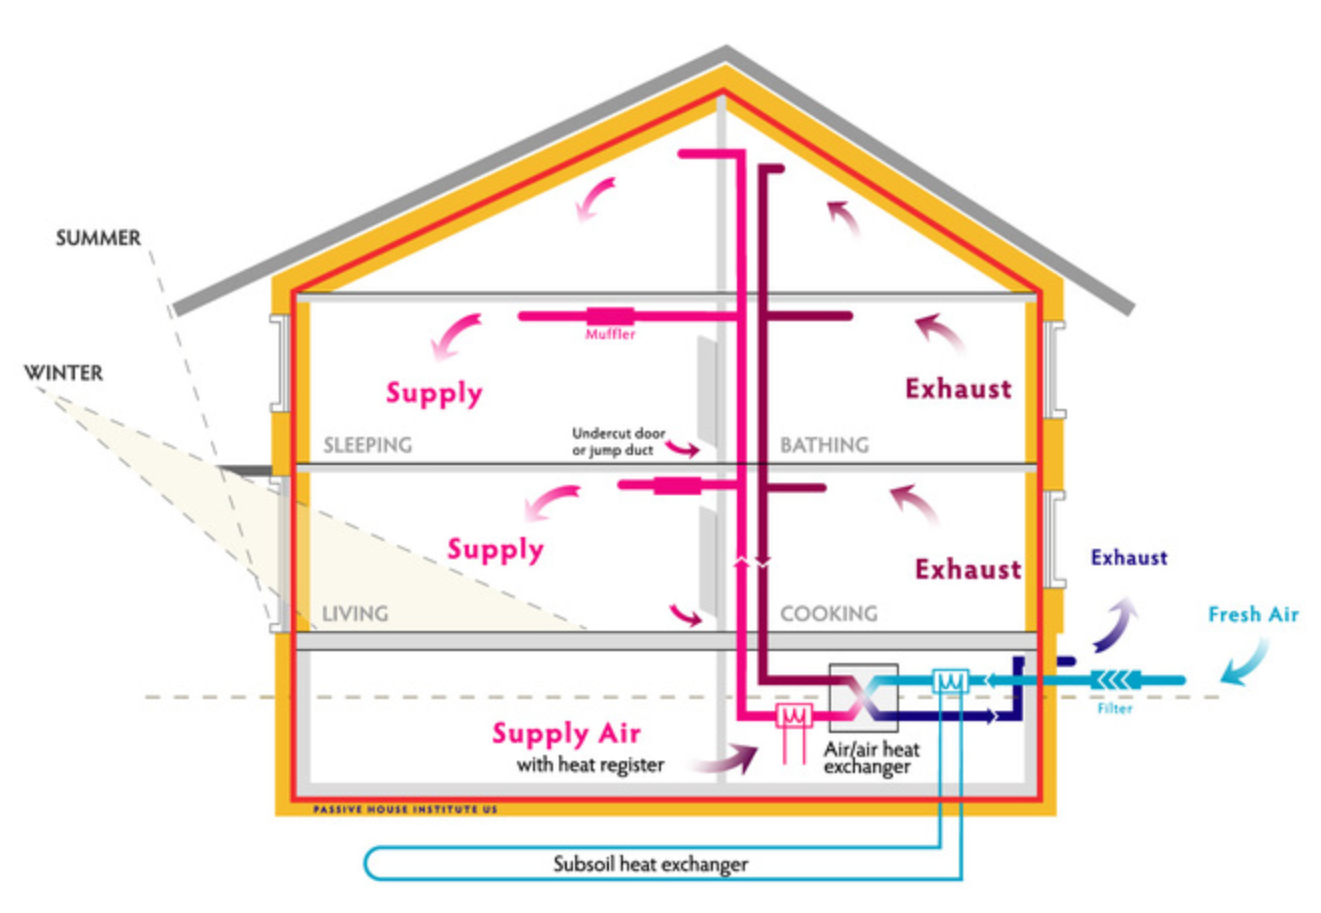 SUMMER
WINTER
Muffler
Supply
Exhaust
SLEEPING
Undercut door
or jump duct
BATHING
Supply
Exhaust
LIVING
COOKING
Exhaust
Fresh Air
Filter
Supply Air
with heat register
Air/air heat
exchanger
PASSIVE HOUSE INSTITUTE US
Subsoil heat exchanger